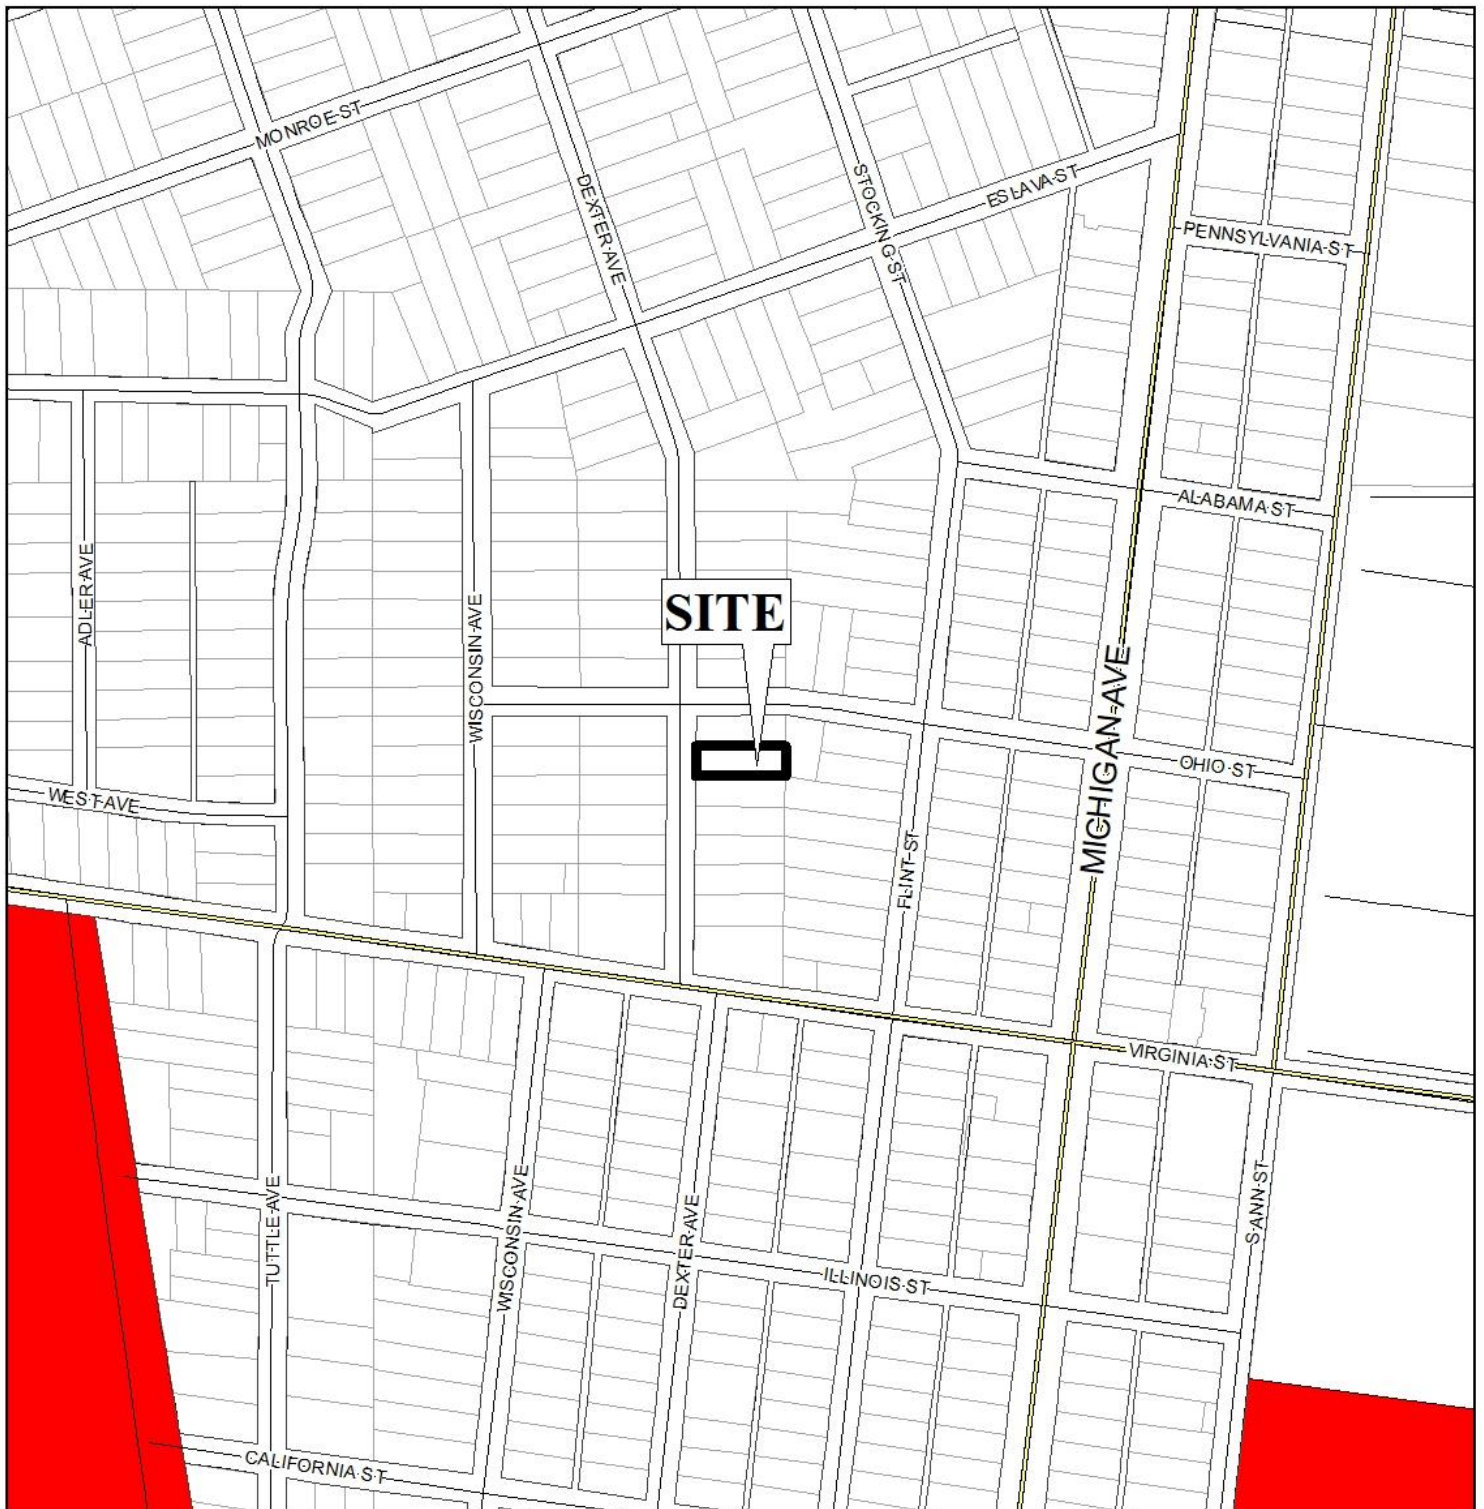 MONROE ST
DEXTER AVE
STOCKING ST
ESLAVA ST
PENNSYLVANIA ST
ALABAMA ST
ADLER AVE
WISCONSIN AVE
SITE
MICHIGAN AVE
OHIO ST
WEST AVE
FLINT ST
VIRGINIA ST
TUTTLE AVE
WISCONSIN AVE
DEXTER AVE
S ANN ST
ILLINOIS ST
CALIFORNIA ST